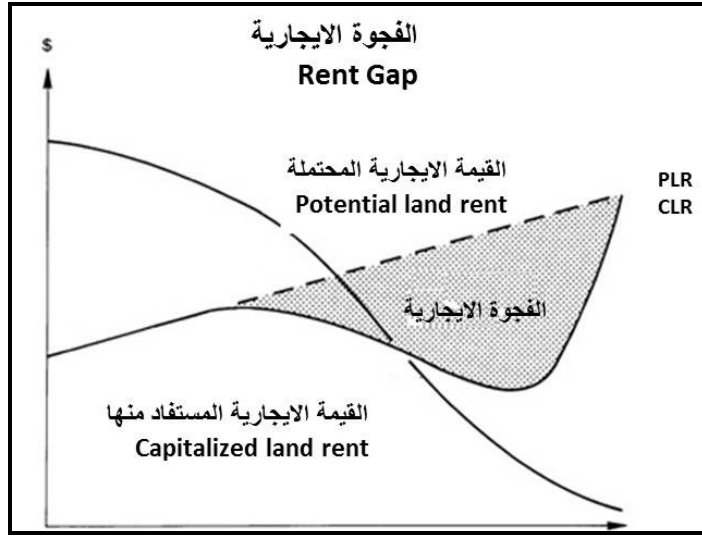 $
الفجوة الايجارية
Rent Gap
القيمة الايجارية المحتملة
Potential land rent
PLR
CLR
الفجوة الايجارية
القيمة الايجارية المستفاد منها
Capitalized land rent